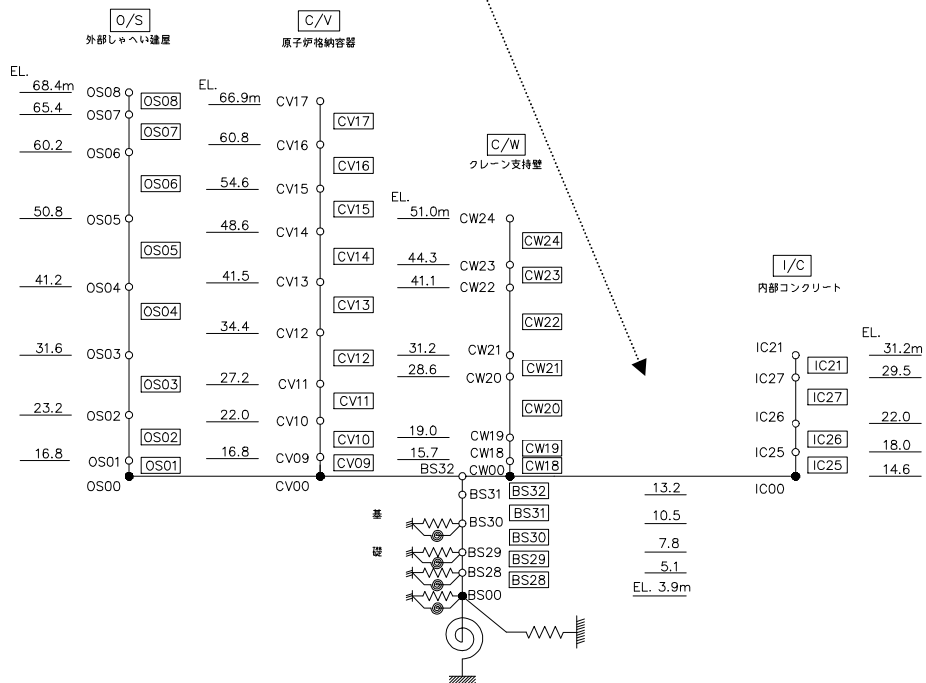 O/S
外部しゃへい建屋
EL.
68.4m
65.4
60.2
50.8
41.2
31.6
23.2
16.8
OS08
OS07
OS06
OS05
OS04
OS03
OS02
OS01
OS00
OS08
OS07
OS06
OS05
OS04
OS03
OS02
OS01
C/V
原子炉格納容器
EL.
66.9m
60.8
54.6
48.6
41.5
34.4
27.2
22.0
16.8
CV17
CV16
CV15
CV14
CV13
CV12
CV11
CV10
CV09
CV00
CV17
CV16
CV15
CV14
CV13
CV12
CV11
CV10
CV09
C/W
クレーン支持壁
EL.
51.0m
44.3
41.1
31.2
28.6
19.0
15.7
CW24
CW23
CW22
CW21
CW20
CW19
CW18
CW00
CW24
CW23
CW22
CW21
CW20
CW19
CW18
I/C
内部コンクリート
IC21
IC27
IC26
IC25
IC00
IC21
IC27
IC26
IC25
EL.
31.2m
29.5
22.0
18.0
14.6
基
礎
BS32
BS31
BS30
BS29
BS28
BS00
BS32
BS31
BS30
BS29
BS28
13.2
10.5
7.8
5.1
EL. 3.9m